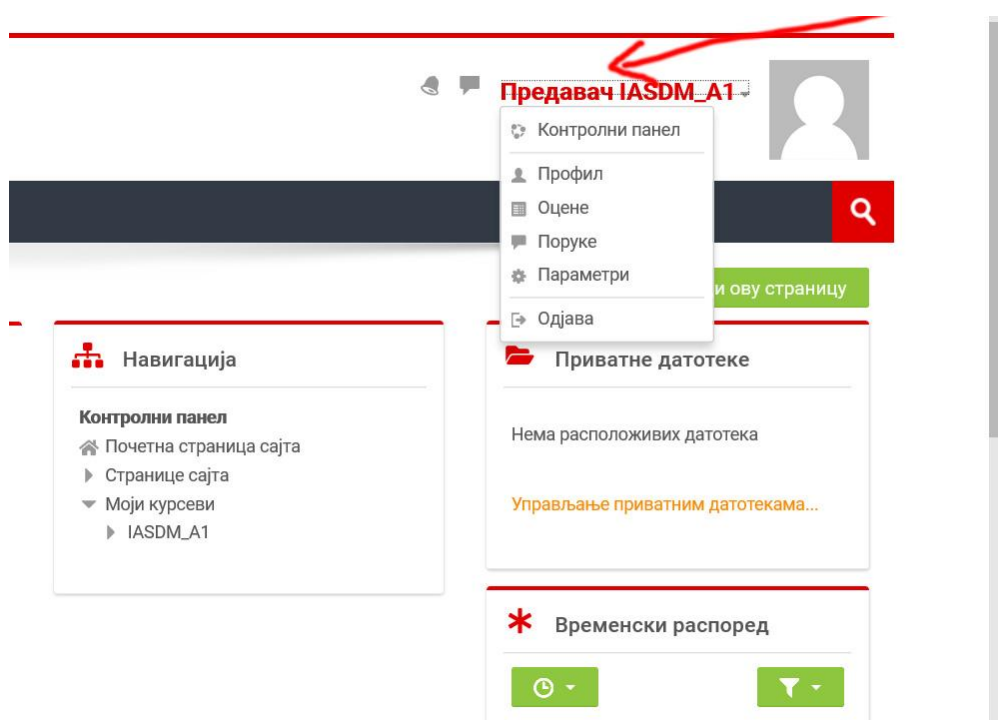 Предавач IASDM_A1
Контролни панел
Профил
Оцене
Поруке
Параметри
Одјава
и ову страницу
Навигација
Контролни панел
Почетна страница сајта
Странице сајта
Моји курсеви
IASDM_A1
Приватне датотеке
Нема расположивих датотека
Управљање приватним датотекама...
Временски распоред